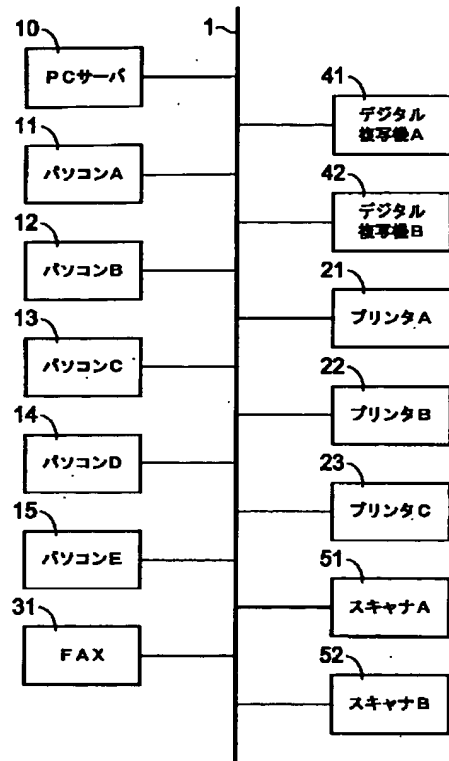 10
PCサーバ
11
パソコンA
12
パソコンB
13
パソコンC
14
パソコンD
15
パソコンE
31
FAX
1
41
デジタル
複写機A
42
デジタル
複写機B
21
プリンタA
22
プリンタB
23
プリンタC
51
スキャナA
52
スキャナB